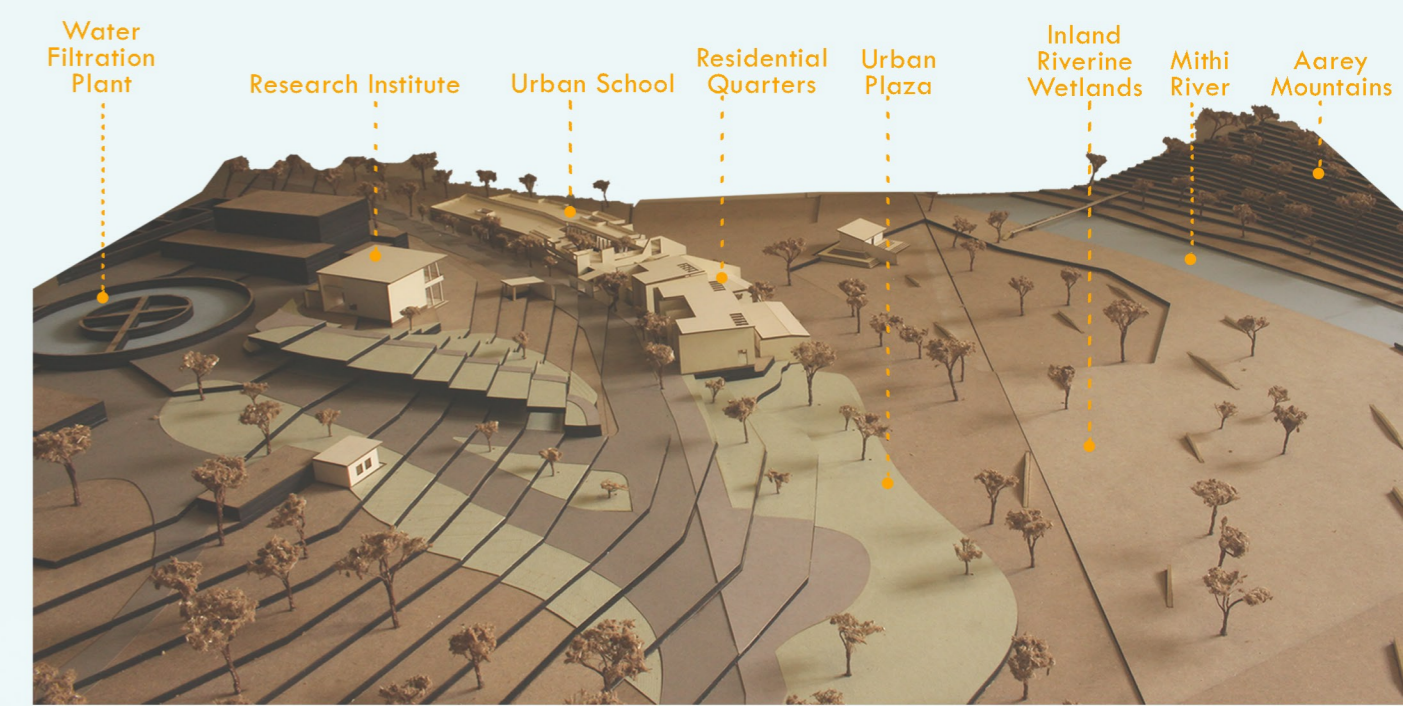 Water
Filtration
Plant
Research Institute
Urban School
Residential
Quarters
Urban
Plaza
Inland
Riverine
Wetlands
Mithi
River
Aarey
Mountains